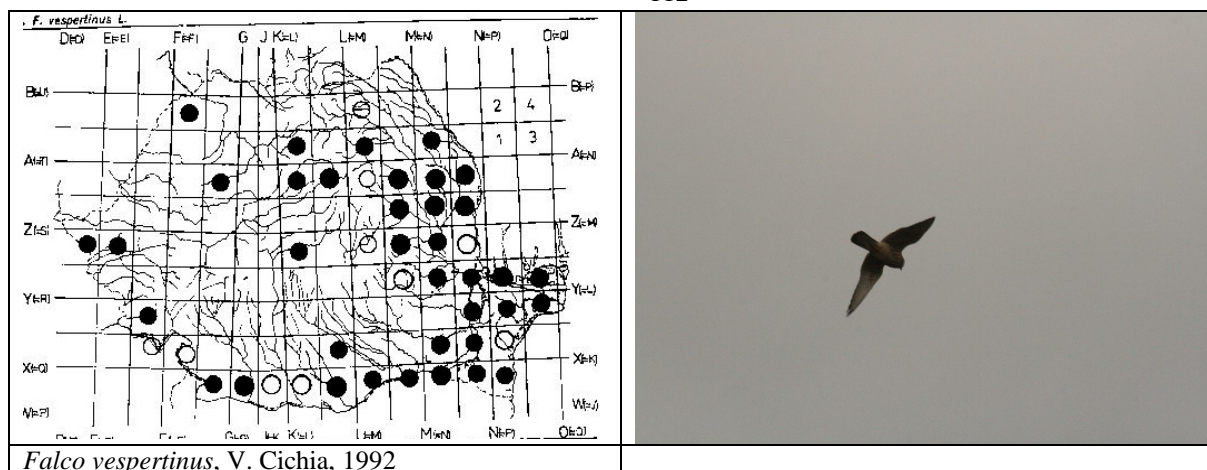 F. vespertinus L.
D(=Q) E(=E) F(=F) G J K(=L) L(=M) M(=N) N(=P) O(=Q)
2 4
1 3
A(=T) A(=N)
Z(=S) Z(=M)
Y(=R) Y(=L)
X(=Q) X(=K)
V(=P) W(=J)
K(=L) L(=M) M(=N) N(=P) O(=Q)
Falco vespertinus, V. Cichia, 1992